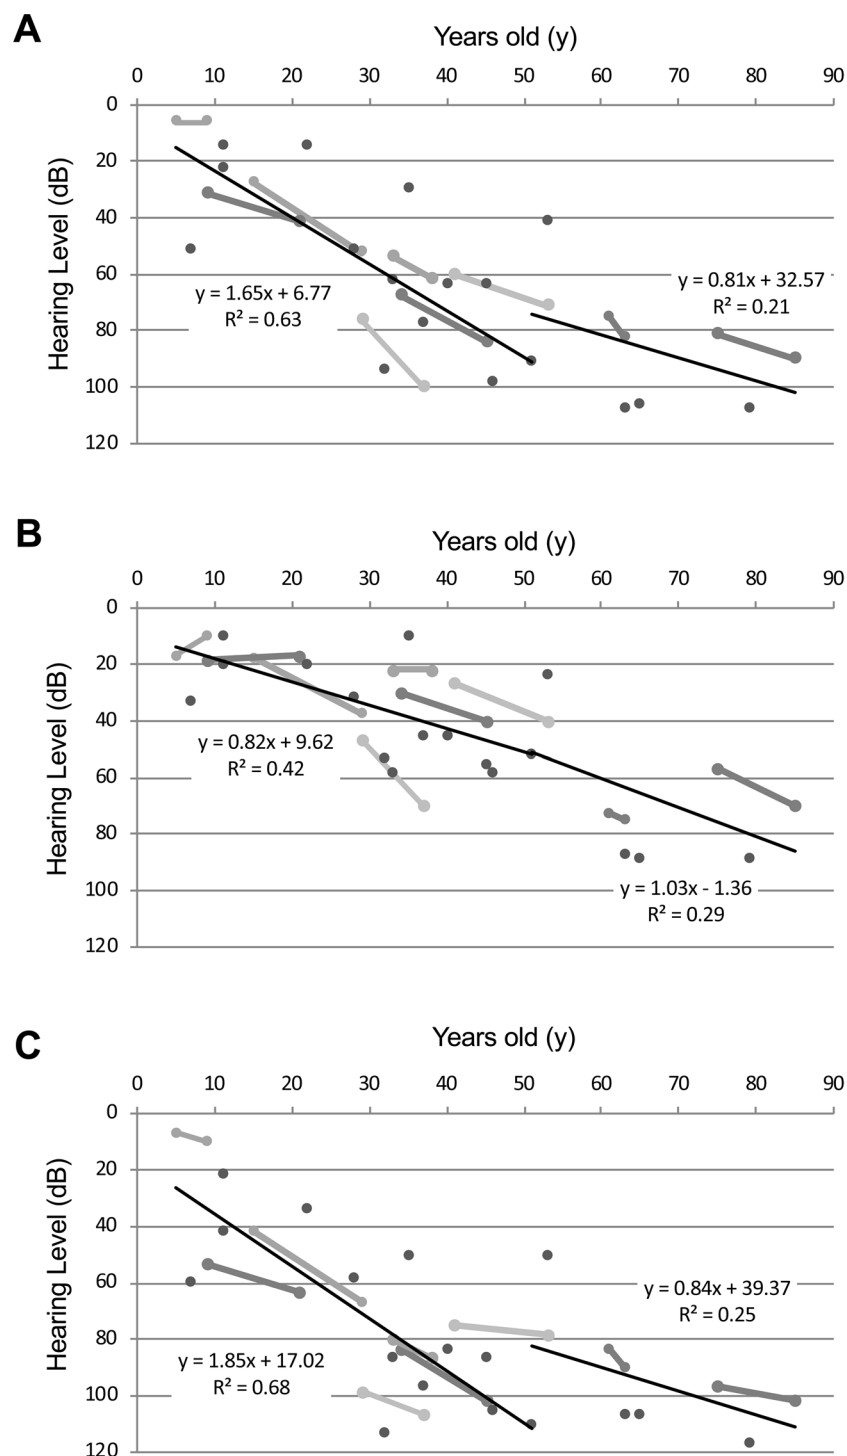 A
Years old (y)
0 10 20 30 40 50 60 70 80 90
Hearing Level (dB)
0
20
40
60
80
100
120
y = 1.65x + 6.77
R² = 0.63
y = 0.81x + 32.57
R² = 0.21
B
Years old (y)
0 10 20 30 40 50 60 70 80 90
Hearing Level (dB)
0
20
40
60
80
100
120
y = 0.82x + 9.62
R² = 0.42
y = 1.03x - 1.36
R² = 0.29
C
Years old (y)
0 10 20 30 40 50 60 70 80 90
Hearing Level (dB)
0
20
40
60
80
100
120
y = 0.84x + 39.37
R² = 0.25
y = 1.85x + 17.02
R² = 0.68